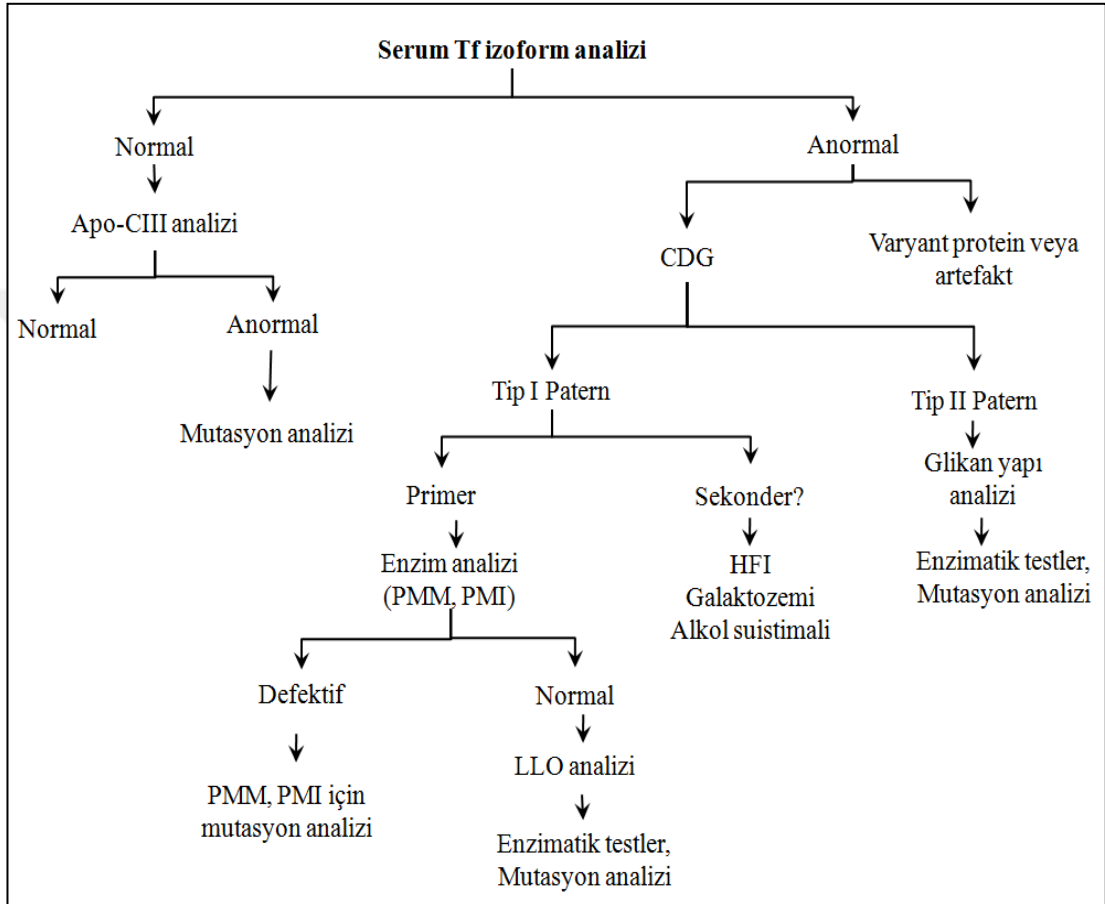 Serum Tf izoform analizi
Normal
Anormal
Apo-CIII analizi
CDG
Varyant protein veya
artefakt
Normal
Anormal
Mutasyon analizi
Tip I Patern
Tip II Patern
Glikan yapı
analizi
Enzimatik testler,
Mutasyon analizi
Primer
Sekonder?
Enzim analizi
(PMM, PMI)
HFI
Galaktozemi
Alkol suistimali
Defektif
Normal
PMM, PMI için
mutasyon analizi
LLO analizi
Enzimatik testler,
Mutasyon analizi